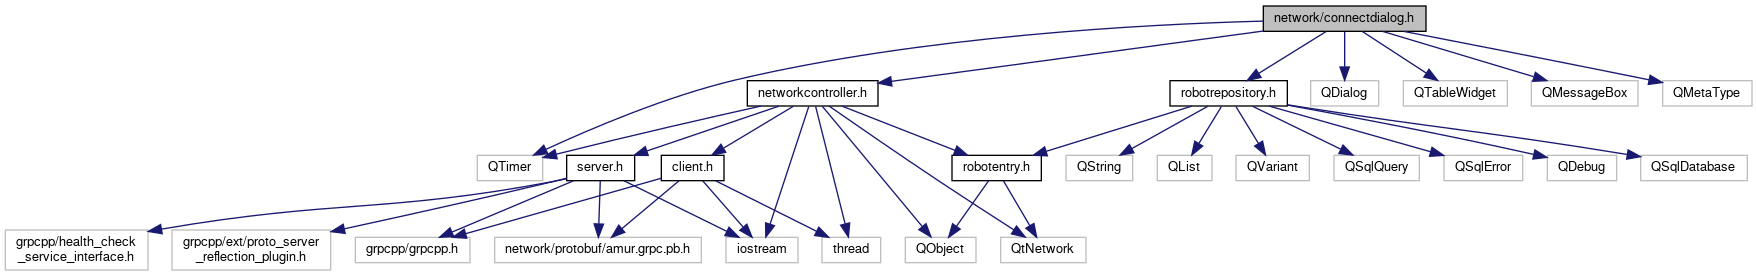 network/connectdialog.h
networkcontroller.h
robotrepository.h
QDialog
QTableWidget
QMessageBox
QMetaType
QTimer
server.h
client.h
robotentry.h
QString
QList
QVariant
QSqlQuery
QSqlError
QDebug
QSqlDatabase
grpcpp/health_check
_service_interface.h
grpcpp/ext/proto_server
_reflection_plugin.h
grpcpp/grpcpp.h
network/protobuf/amur.grpc.pb.h
iostream
thread
QObject
QtNetwork